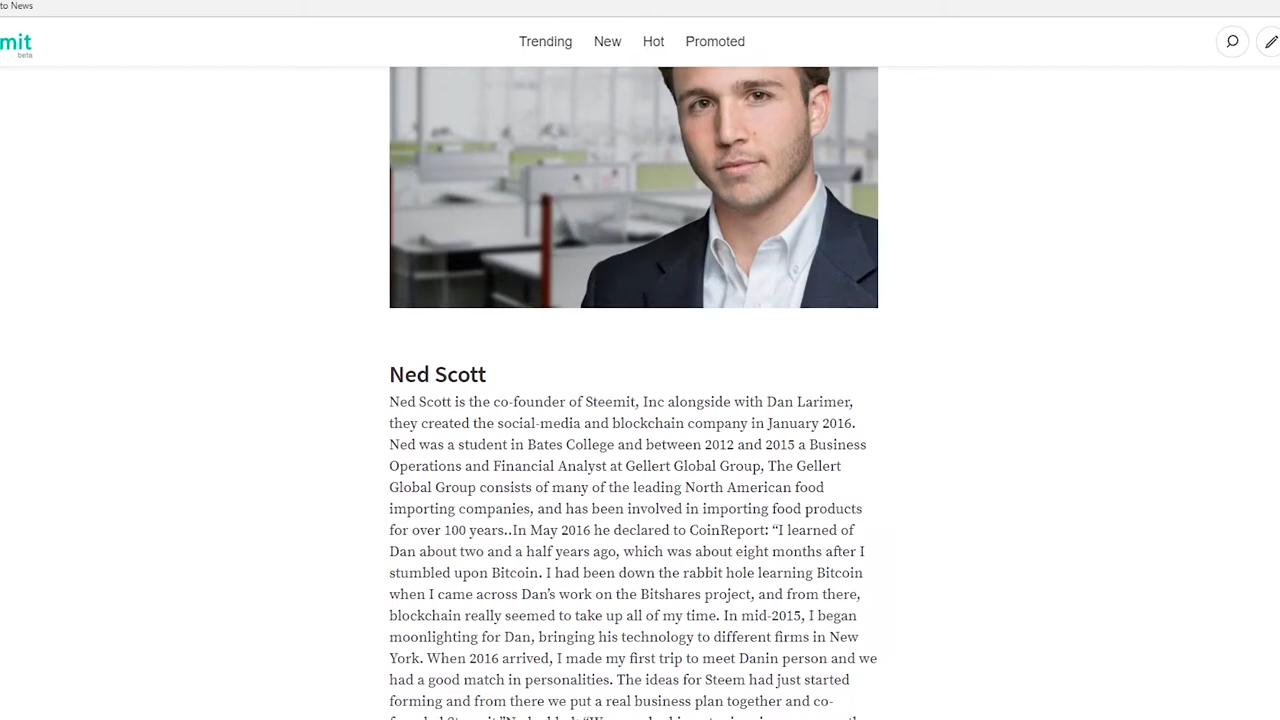 to News
mit
beta
Trending New Hot Promoted
Ned Scott
Ned Scott is the co-founder of Steemit, Inc alongside with Dan Larimer,
they created the social-media and blockchain company in January 2016.
Ned was a student in Bates College and between 2012 and 2015 a Business
Operations and Financial Analyst at Gellert Global Group, The Gellert
Global Group consists of many of the leading North American food
importing companies, and has been involved in importing food products
for over 100 years..In May 2016 he declared to CoinReport: “I learned of
Dan about two and a half years ago, which was about eight months after I
stumbled upon Bitcoin. I had been down the rabbit hole learning Bitcoin
when I came across Dan’s work on the Bitshares project, and from there,
blockchain really seemed to take up all of my time. In mid-2015, I began
moonlighting for Dan, bringing his technology to different firms in New
York. When 2016 arrived, I made my first trip to meet Danin person and we
had a good match in personalities. The ideas for Steem had just started
forming and from there we put a real business plan together and co-